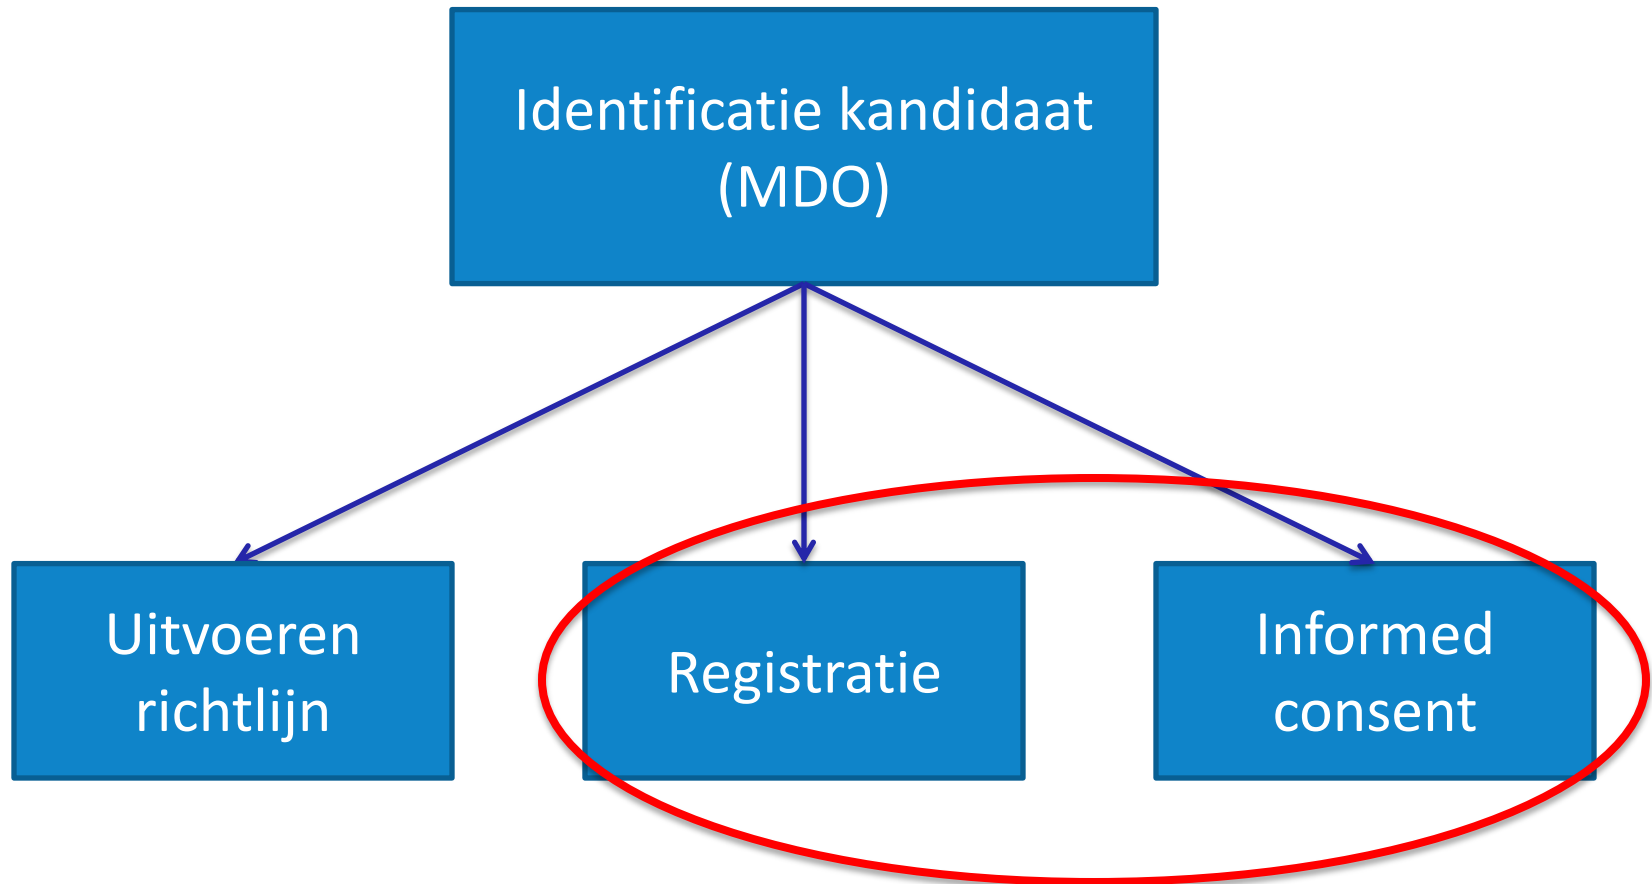 Identificatie kandidaat
(MDO)
Uitvoeren
richtlijn
Registratie
Informed
consent